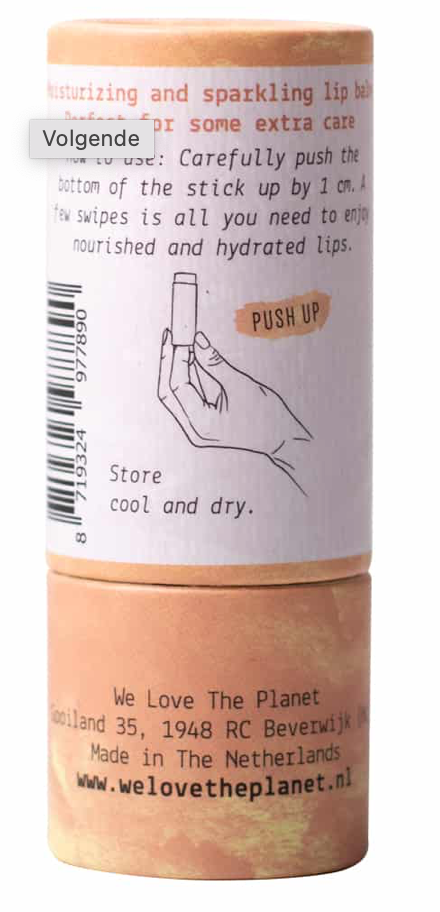 Moisturizing and sparkling lip balm
Perfect for some extra care
Volgende
How to use: Carefully push the
bottom of the stick up by 1 cm. A
few swipes is all you need to enjoy
nourished and hydrated lips.
PUSH UP
8 719324 977890
Store
cool and dry.
We Love The Planet
Gooiland 35, 1948 RC Beverwijk
Made in The Netherlands
www.welovetheplanet.nl